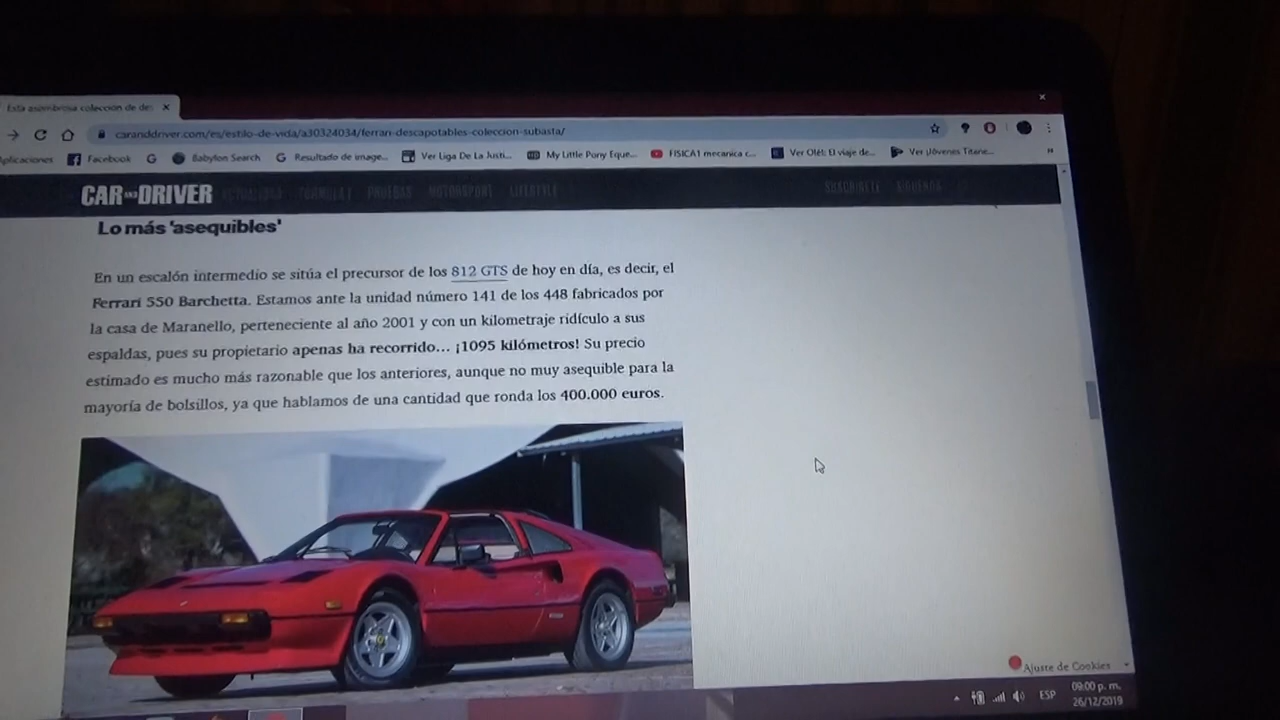 Esta asombrosa colección de des
caranddriver.com/es/estilo-de-vida/a30324034/ferran-descapotables-coleccion-subasta/
Aplicaciones Facebook Babylon Search Resultado de image... Ver Liga De La Justi... My Little Pony Eque... FISICA1 mecanica c... Ver Olét: El viaje de... Ver ¡Jóvenes Titane...
CAR AND DRIVER FORMULA 1 PRUEBAS MOTORSPORT LIFESTYLE SUSCRÍBETE SÍGUENOS
Lo más 'asequibles'
En un escalón intermedio se sitúa el precursor de los 812 GTS de hoy en día, es decir, el
Ferrari 550 Barchetta. Estamos ante la unidad número 141 de los 448 fabricados por
la casa de Maranello, perteneciente al año 2001 y con un kilometraje ridículo a sus
espaldas, pues su propietario apenas ha recorrido... ¡1095 kilómetros! Su precio
estimado es mucho más razonable que los anteriores, aunque no muy asequible para la
mayoría de bolsillos, ya que hablamos de una cantidad que ronda los 400.000 euros.
Ajuste de Cookies
ESP
09:00 p. m.
26/12/2019